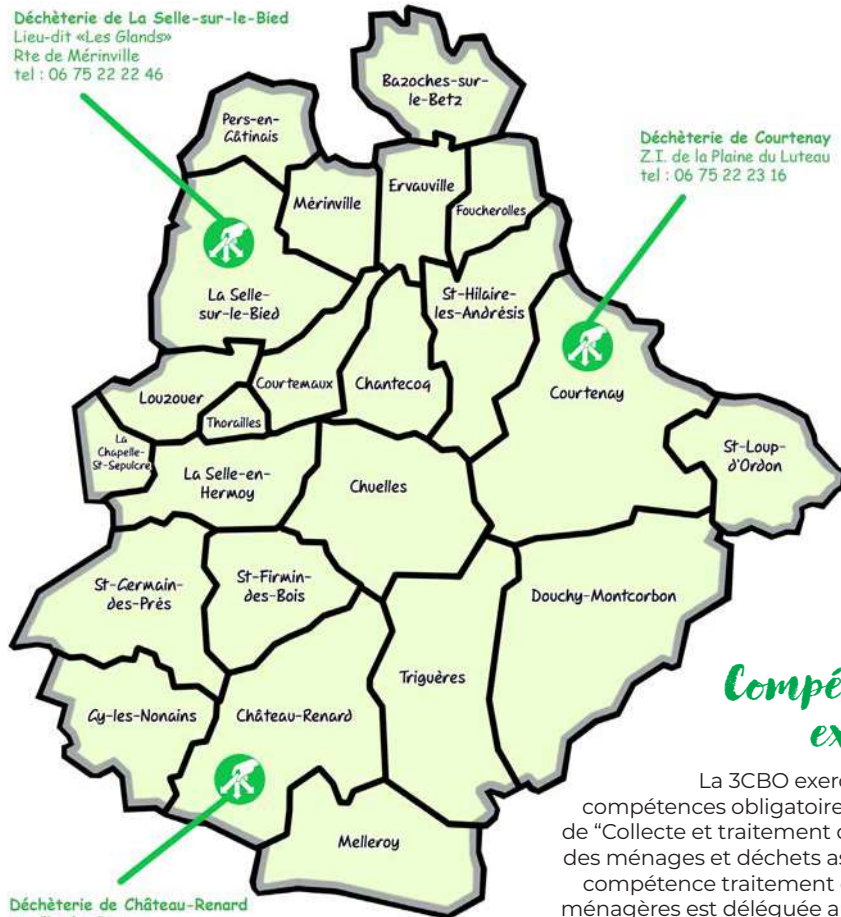 Déchèterie de La Selle-sur-le-Bied
Lieu-dit «Les Glands»
Rte de Mérinville
tel : 06 75 22 22 46
Bazoches-sur-
le-Betz
Pers-en-
Gâtinais
Déchèterie de Courtenay
Z.I. de la Plaine du Luteau
tel : 06 75 22 23 16
Mérinville
Ervauville
Foucherolles
La Selle-
sur-le-Bied
St-Hilaire-
les-Andrésis
Louzouer
Courtemaux
Chantecoq
Courtenay
Thorailles
La
Chapelle-
St-Sepulcre
St-Loup-
d'Ordon
La Selle-en-
Hermoy
Chuelles
St-Germain-
des-Prés
St-Firmin-
des-Bois
Douchy-Montcorbon
Triguères
Gy-les-Nonains
Château-Renard
Melleroy
Compé
ex
La 3CBO exer
compétences obligatoire
de “Collecte et traitement
des ménages et déchets as
compétence traitement
ménagères est déléguée a
Déchèterie de Château-Renard